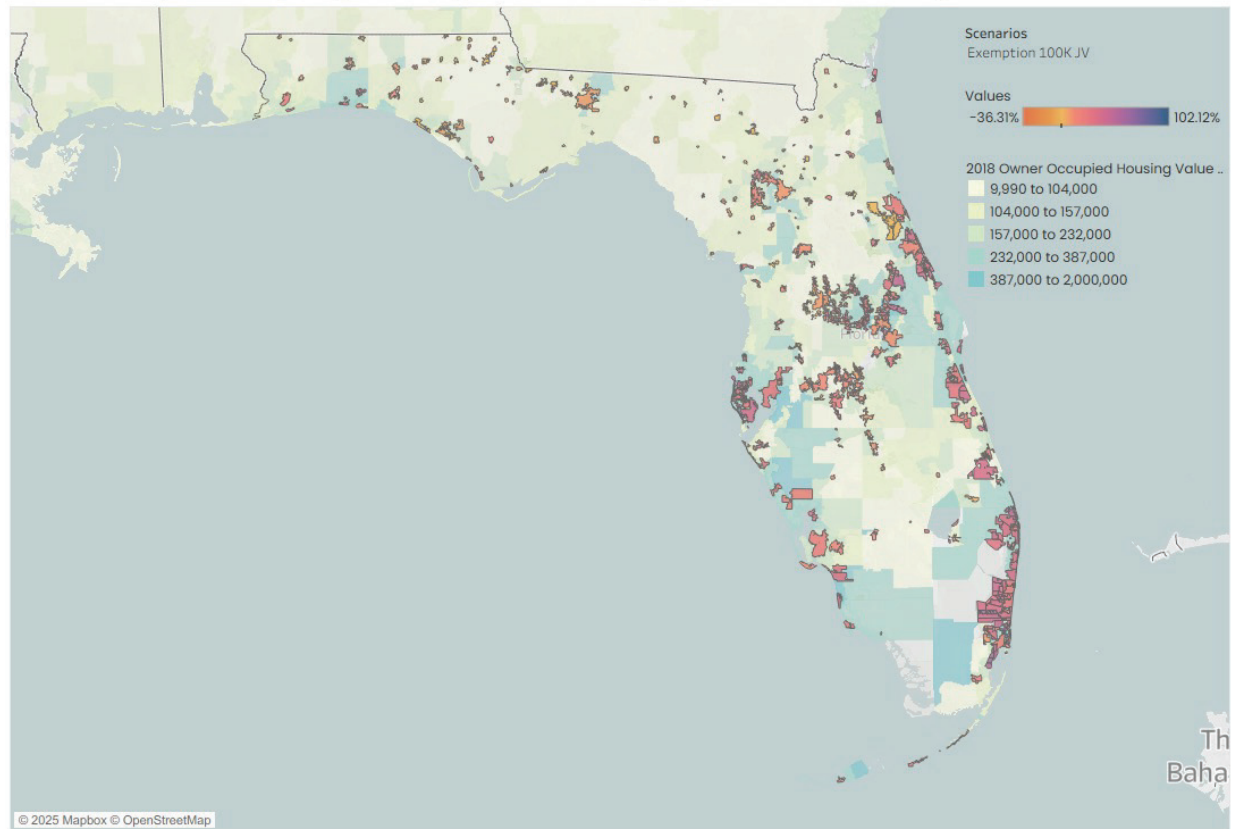 Scenarios
Exemption 100K JV
Values
-36.31% 102.12%
2018 Owner Occupied Housing Value ..
9,990 to 104,000
104,000 to 157,000
157,000 to 232,000
232,000 to 387,000
387,000 to 2,000,000
Th
Baha
© 2025 Mapbox © OpenStreetMap